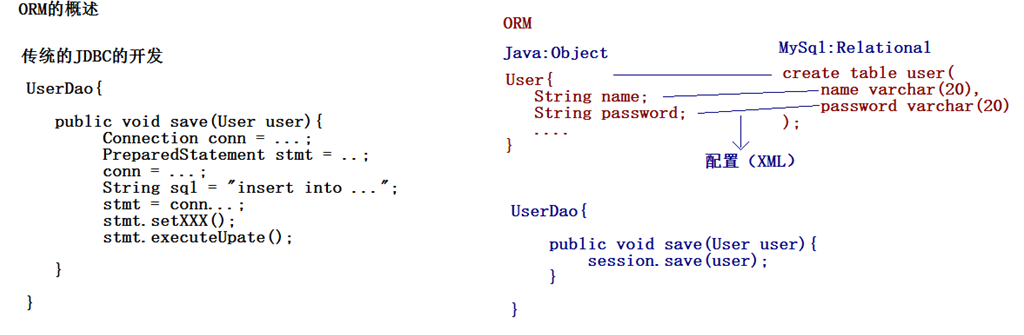 ORM的概述
传统的JDBC的开发
UserDao{
public void save(User user){
Connection conn = ...;
PreparedStatement stmt = ..;
conn = ...;
String sql = "insert into ...";
stmt = conn...;
stmt.setXXX();
stmt.executeUpate();
}
}
ORM
Java:Object
MySql:Relational
User{
String name;
String password;
....
}
create table user(
name varchar(20),
password varchar(20)
);
配置（XML）
UserDao{
public void save(User user){
session.save(user);
}
}